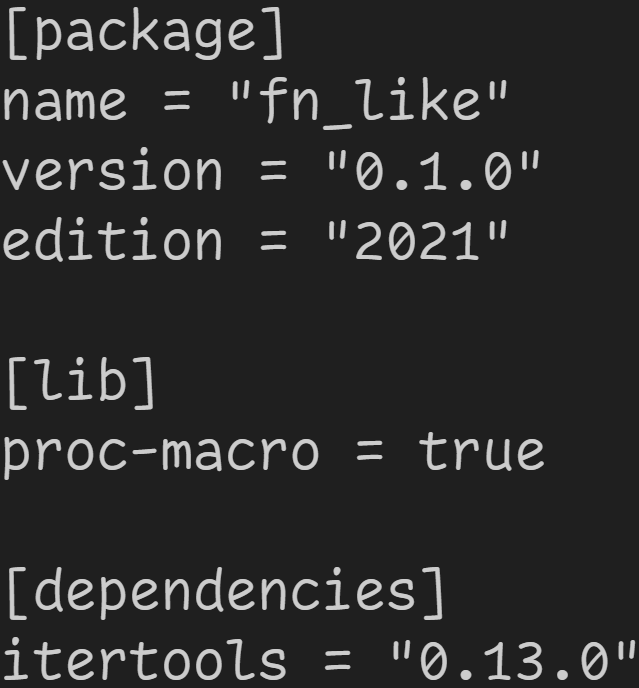 [package]
name = "fn_like"
version = "0.1.0"
edition = "2021"

[lib]
proc-macro = true

[dependencies]
itertools = "0.13.0"